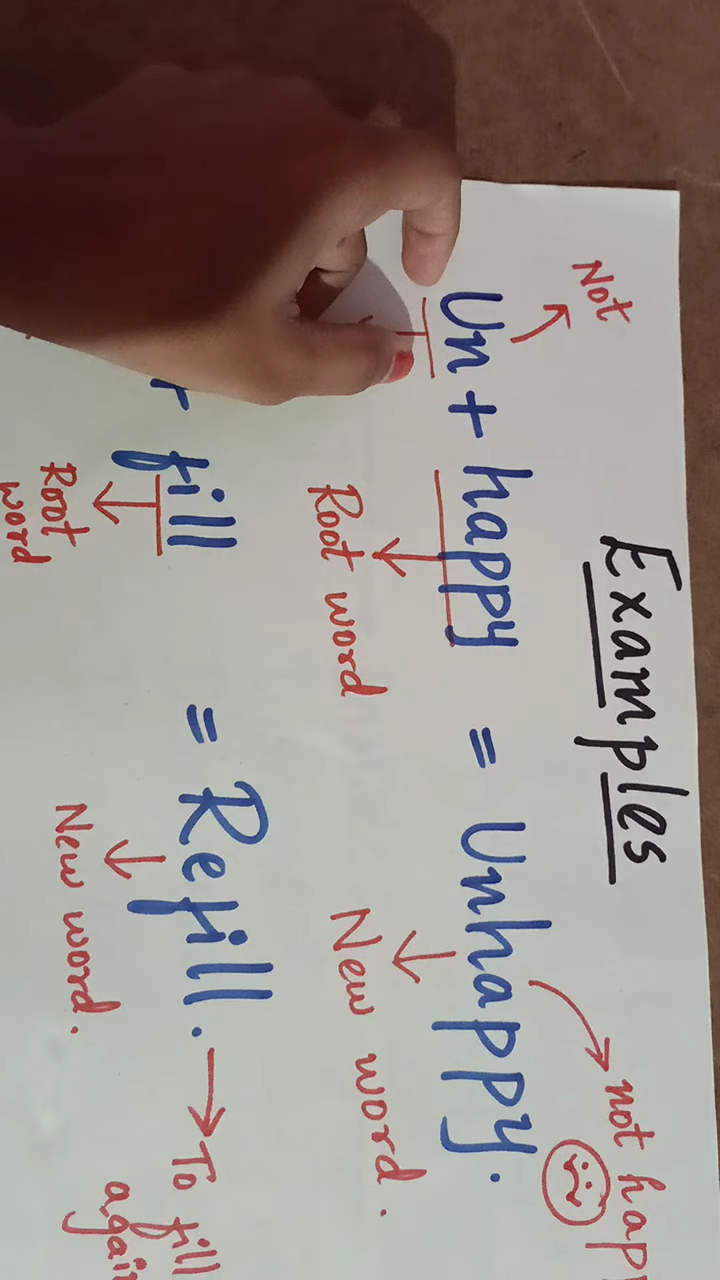 Examples
Not
not hap
Un + happy = Unhappy.
Root word
New word.
fill = Refill. → To fill
again
Root
word
New word.